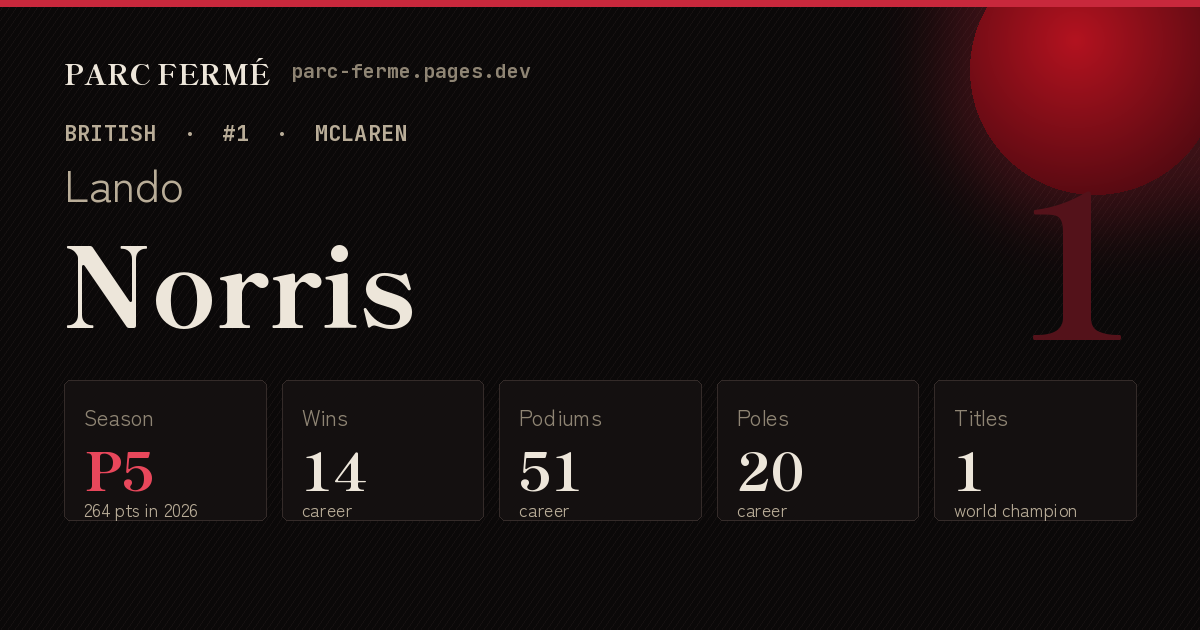 PARC FERMÉ parc-ferme.pages.dev
BRITISH · #1 · MCLAREN
Lando
Norris
1
Season Wins Podiums Poles Titles
P5 14 51 20 1
264 pts in 2026 career career career world champion